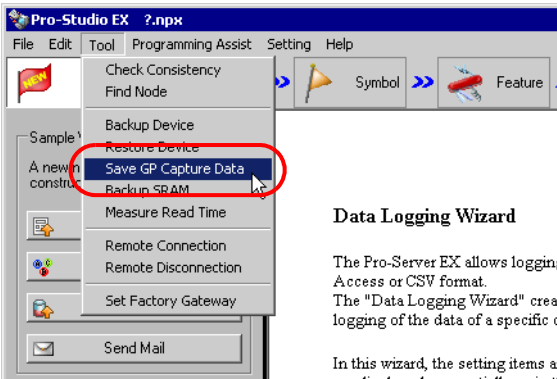 Pro-Studio EX ?.npx
File Edit Tool Programming Assist Setting Help
NEW
Symbol
Feature
Check Consistency
Find Node
Backup Device
Restore Device
Save GP Capture Data
Backup SRAM
Measure Read Time
Remote Connection
Remote Disconnection
Set Factory Gateway
Sample
A new n
construc
Send Mail
Data Logging Wizard
The Pro-Server EX allows logging
Access or CSV format.
The "Data Logging Wizard" crea
logging of the data of a specific
In this wizard, the setting items a